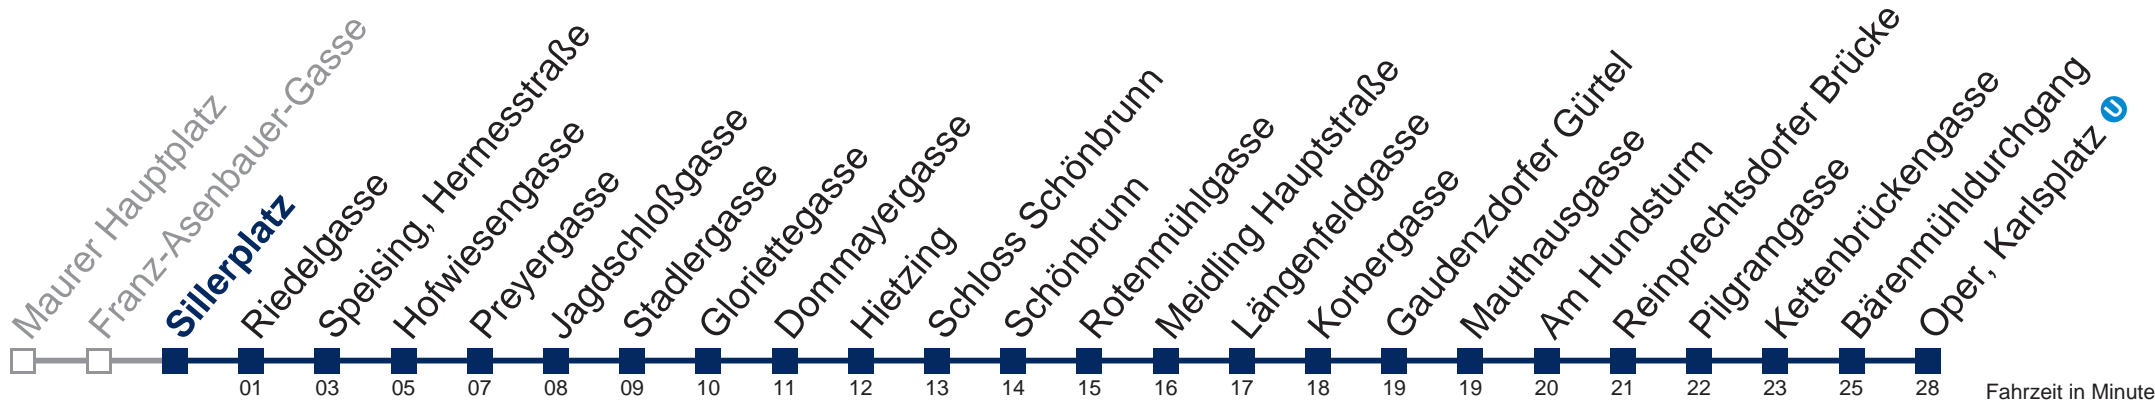 Maurer Hauptplatz
Franz-Asenbauer-Gasse
Sillerplatz
Riedelgasse
Speising, Hermesstraße
Hofwiesengasse
Preyergasse
Jagdschloßgasse
Stadlergasse
Gloriettegasse
Dommayergasse
Hietzing
Schloss Schönbrunn
Schönbrunn
Rotenmühlgasse
Meidling Hauptstraße
Längenfeldgasse
Korbergasse
Gaudenzdorfer Gürtel
Mauthausgasse
Am Hundsturm
Reinprechtsdorfer Brücke
Pilgramgasse
Kettenbrückengasse
Bärenmühldurchgang
Oper, Karlsplatz U
01 03 05 07 08 09 10 11 12 13 14 15 16 17 18 19 19 20 21 22 23 25 28 Fahrzeit in Minute